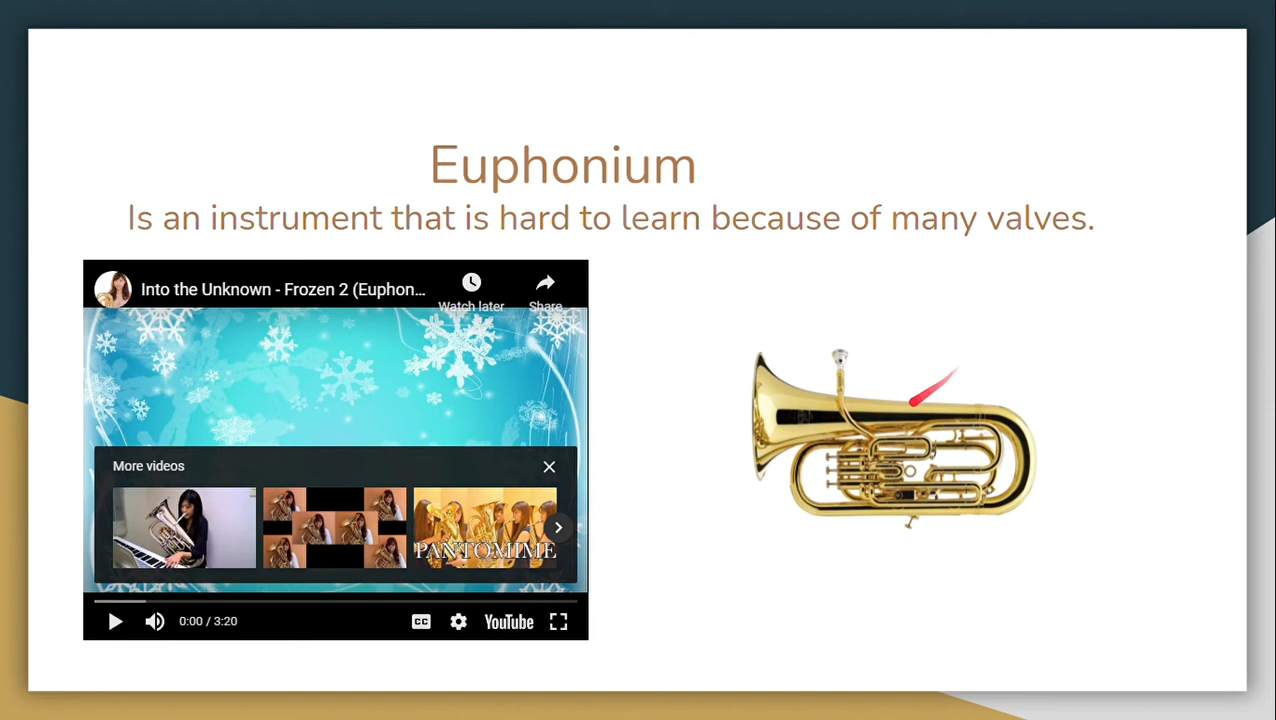 Euphonium
Is an instrument that is hard to learn because of many valves.
Into the Unknown - Frozen 2 (Euphon...
Watch later
Share
More videos
PANTOMIME
0:00 / 3:20
CC
YouTube